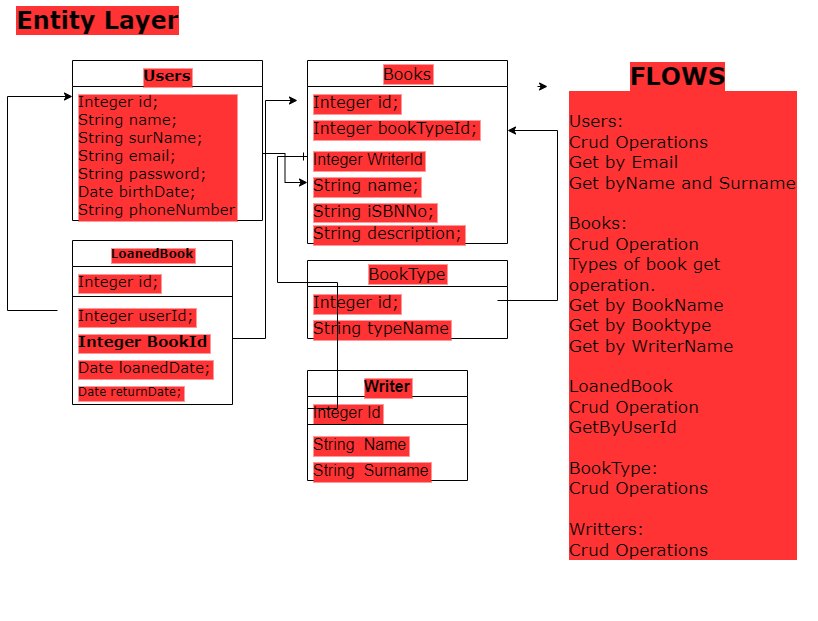 Entity Layer
Users
Integer id;
String name;
String surName;
String email;
String password;
Date birthDate;
String phoneNumber
LoanedBook
Integer id;
Integer userId;
Integer BookId
Date loanedDate;
Date returnDate;
Books
Integer id;
Integer bookTypeId;
Integer WriterId
String name;
String iSBNNo;
String description;
BookType
Integer id;
String typeName
Writer
Integer Id
String Name
String Surname
FLOWS
Users:
Crud Operations
Get by Email
Get byName and Surname
Books:
Crud Operation
Types of book get
operation.
Get by BookName
Get by Booktype
Get by WriterName
LoanedBook
Crud Operation
GetByUserId
BookType:
Crud Operations
Writters:
Crud Operations